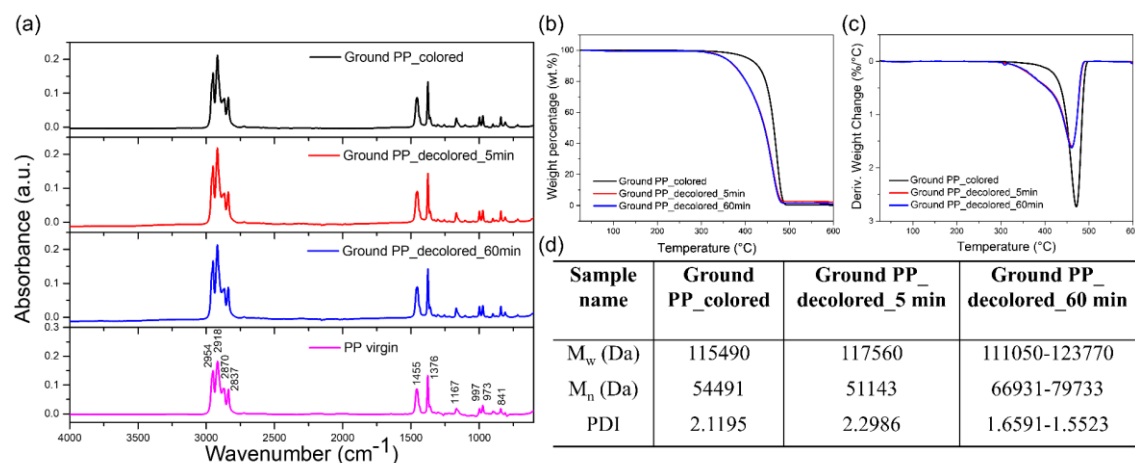 (a)
Ground PP_colored
Ground PP_decolored_5min
Ground PP_decolored_60min
PP virgin
0.2
0.1
0.0
0.2
0.1
0.0
0.2
0.1
0.0
0.3
0.2
0.1
0.0
2954
2918
2870
2837
1455
1376
1167
997
973
841
4000
3500
3000
2500
2000
1500
1000
Absorbance (a.u.)
Wavenumber (cm⁻¹)
(b)
100
80
60
40
20
0
Weight percentage (wt.%)
Ground PP_colored
Ground PP_decolored_5min
Ground PP_decolored_60min
100 200 300 400 500 600
Temperature (°C)
(c)
0
1
2
3
Deriv. Weight Change (%/°C)
Ground PP_colored
Ground PP_decolored_5min
Ground PP_decolored_60min
0 100 200 300 400 500 600
Temperature (°C)
(d)
Sample name	Ground PP_colored	Ground PP_ decolored_5 min	Ground PP_ decolored_60 min
Mw (Da)	115490	117560	111050-123770
Mn (Da)	54491	51143	66931-79733
PDI	2.1195	2.2986	1.6591-1.5523